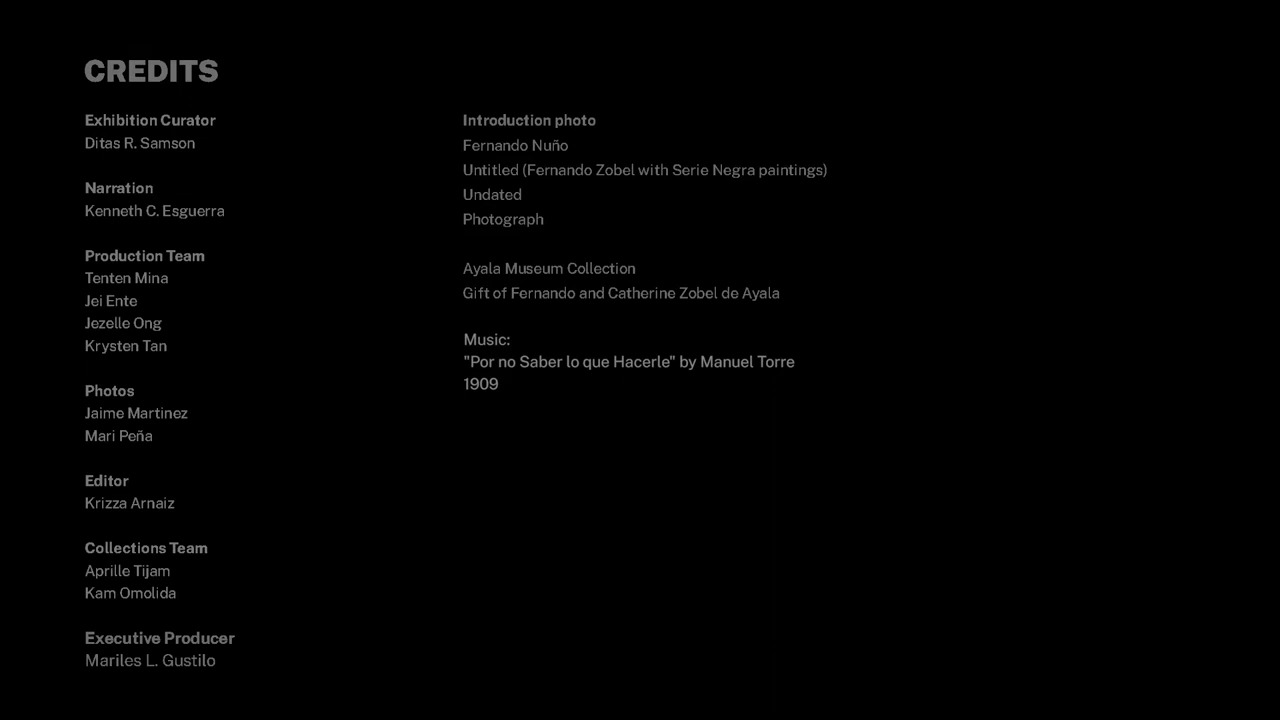 CREDITS
Exhibition Curator
Ditas R. Samson
Narration
Kenneth C. Esguerra
Production Team
Tenten Mina
Jei Ente
Jezelle Ong
Krysten Tan
Photos
Jaime Martinez
Mari Peña
Editor
Krizza Arnaiz
Collections Team
Aprille Tijam
Kam Omolida
Executive Producer
Mariles L. Gustilo
Introduction photo
Fernando Nuño
Untitled (Fernando Zobel with Serie Negra paintings)
Undated
Photograph
Ayala Museum Collection
Gift of Fernando and Catherine Zobel de Ayala
Music:
"Por no Saber lo que Hacerle" by Manuel Torre
1909